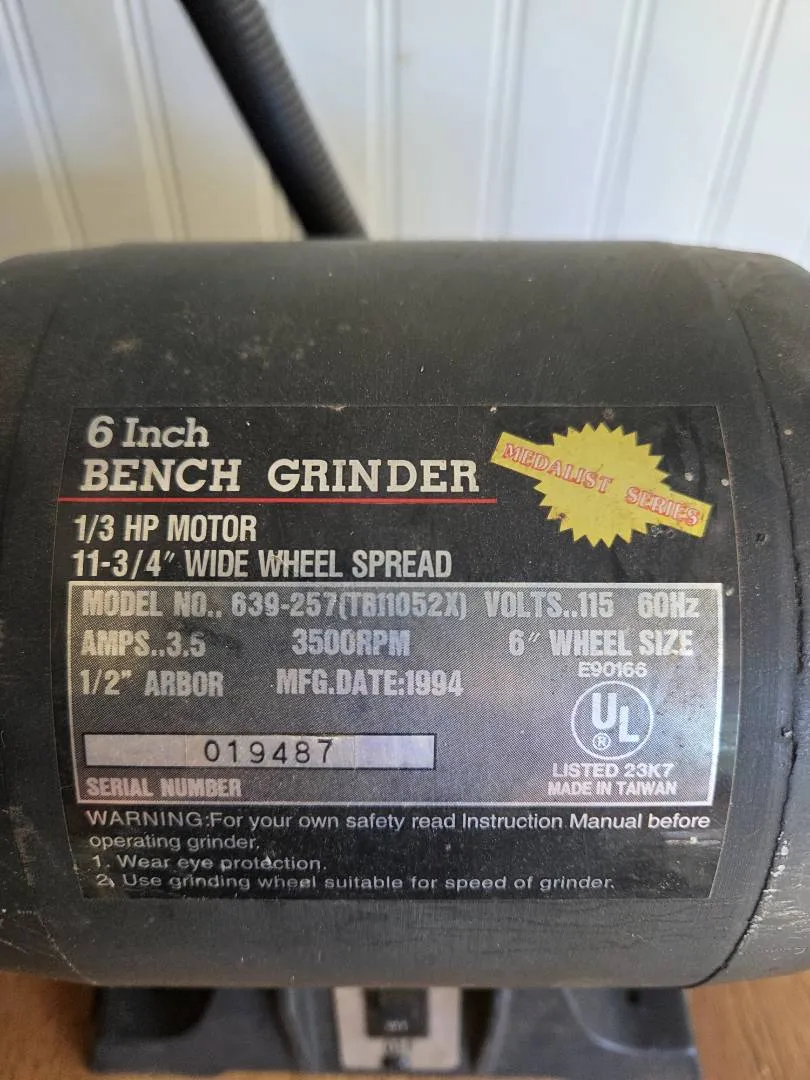 6 Inch
BENCH GRINDER
MEDALIST SERIES
1/3 HP MOTOR
11-3/4" WIDE WHEEL SPREAD
MODEL NO.. 639-257(TB11052X) VOLTS..115 60Hz
AMPS..3.5 3500RPM 6" WHEEL SIZE
1/2" ARBOR MFG.DATE:1994
E90166
UL
®
019487
LISTED 23K7
SERIAL NUMBER
MADE IN TAIWAN
WARNING:For your own safety read Instruction Manual before
operating grinder.
1. Wear eye protection.
2. Use grinding wheel suitable for speed of grinder.